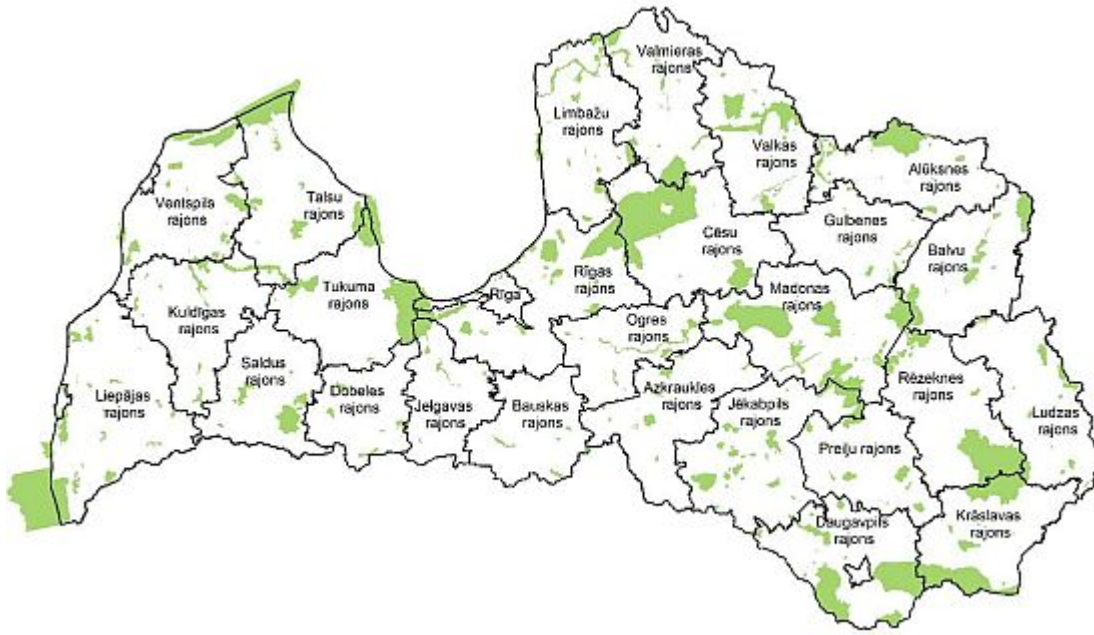 Valmieras
rajons
Limbažu
rajons
Valkas
rajons
Alūksnes
rajons
Ventspils
rajons
Talsu
rajons
Gulbenes
rajons
Cēsu
rajons
Balvu
rajons
Rīgas
rajons
Tukuma
rajons
Rīga
Madonas
rajons
Kuldīgas
rajons
Ogres
rajons
Saldus
rajons
Rēzeknes
rajons
Liepājas
rajons
Dobeles
rajons
Jelgavas
rajons
Bauskas
rajons
Azkraukles
rajons
Jēkabpils
rajons
Ludzas
rajons
Preiļu rajons
Daugavpils
rajons
Krāslavas
rajons